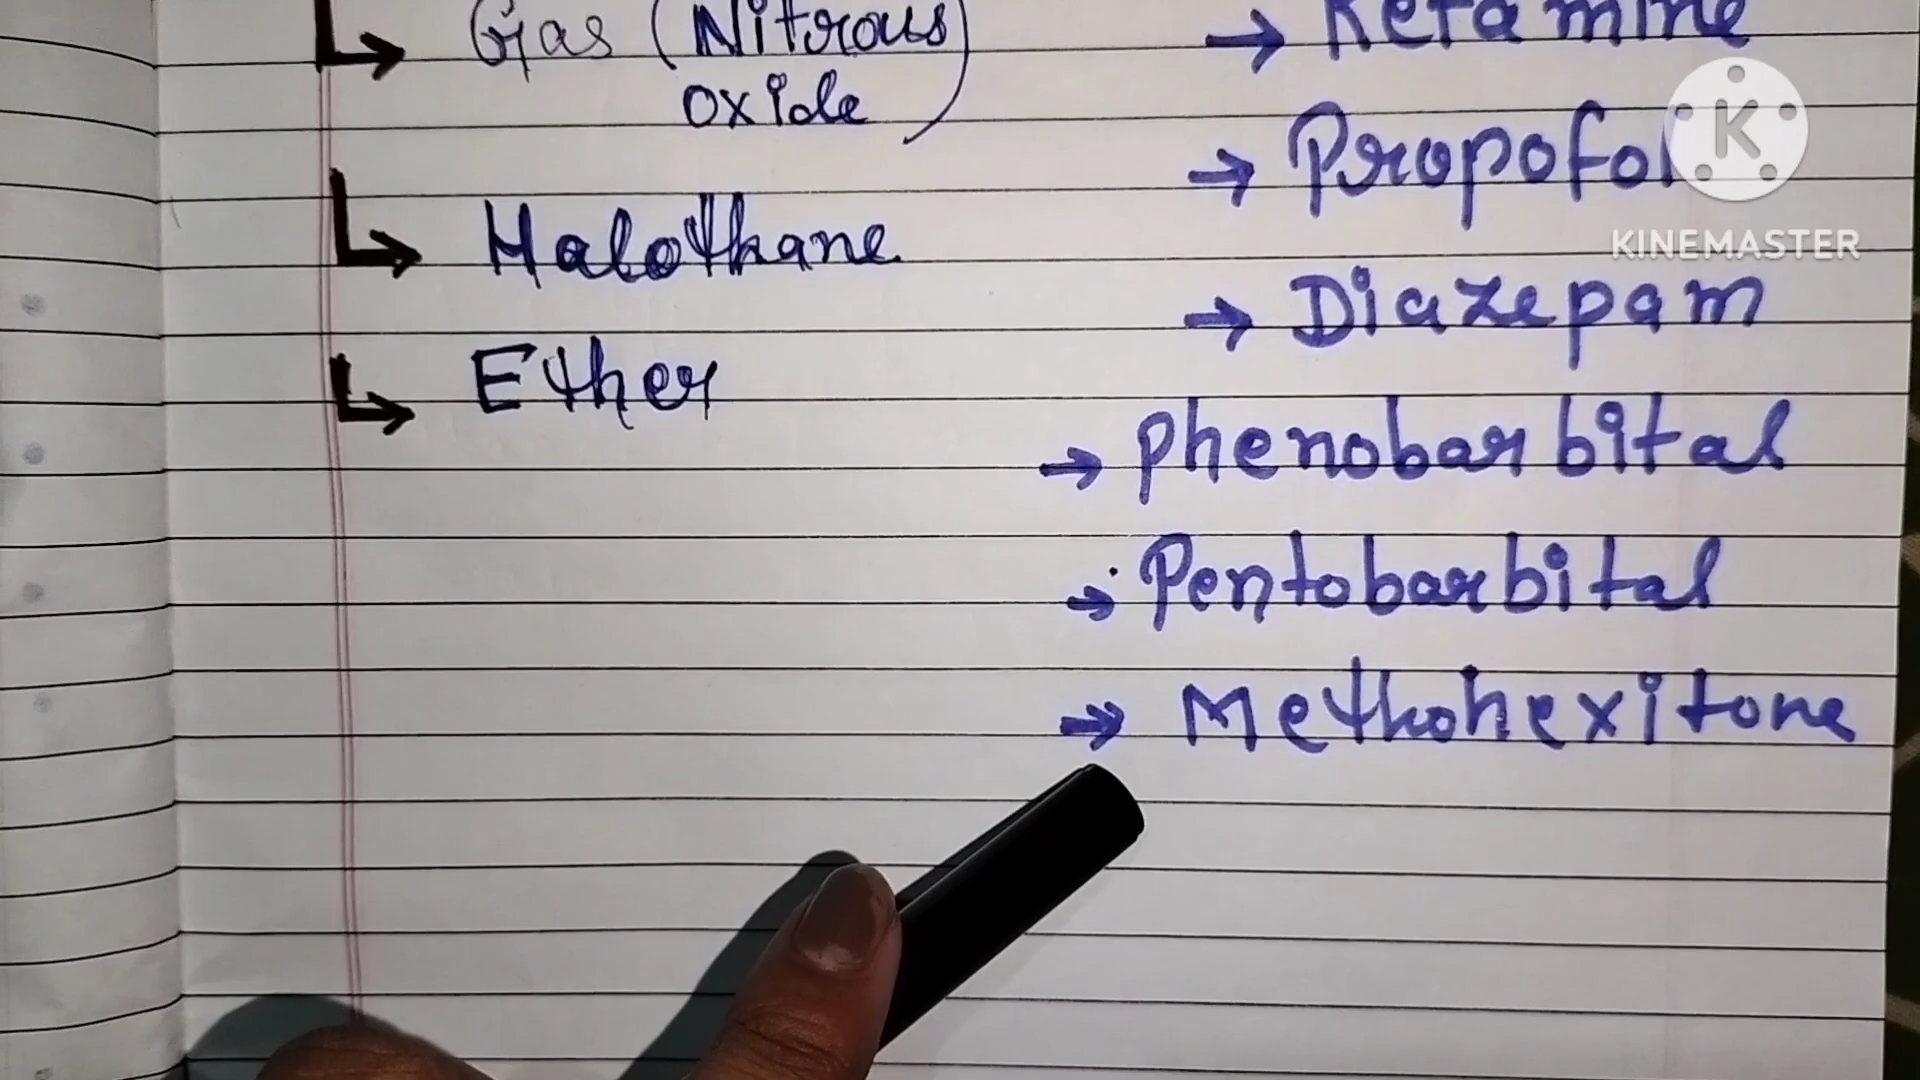 Gas (Nitrous
oxide)
Halothane
Ether
→ Ketamine
→ Propofol
→ Diazepam
→ Phenobarbital
→ Pentobarbital
→ Methohexitone
K
KINEMASTER